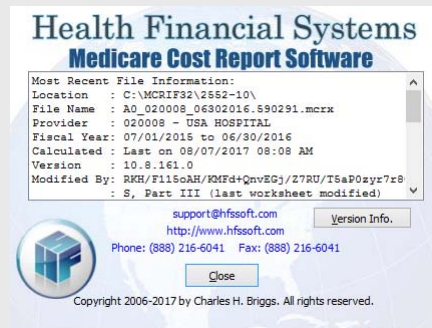 Health Financial Systems
Medicare Cost Report Software
Most Recent File Information:
Location : C:\MCRIF32\2552-10\
File Name : A0_020008_06302016.590291.mcrx
Provider : 020008 - USA HOSPITAL
Fiscal Year: 07/01/2015 to 06/30/2016
Calculated : Last on 08/07/2017 08:08 AM
Version : 10.8.161.0
Modified By: RKH/F115oAH/KMFd+QnvEGj/Z7RU/T5aP0zyr7z8
: S, Part III (last worksheet modified)
support@hfssoft.com
Version Info.
http://www.hfssoft.com
Phone: (888) 216-6041 Fax: (888) 216-6041
Close
Copyright 2006-2017 by Charles H. Briggs. All rights reserved.